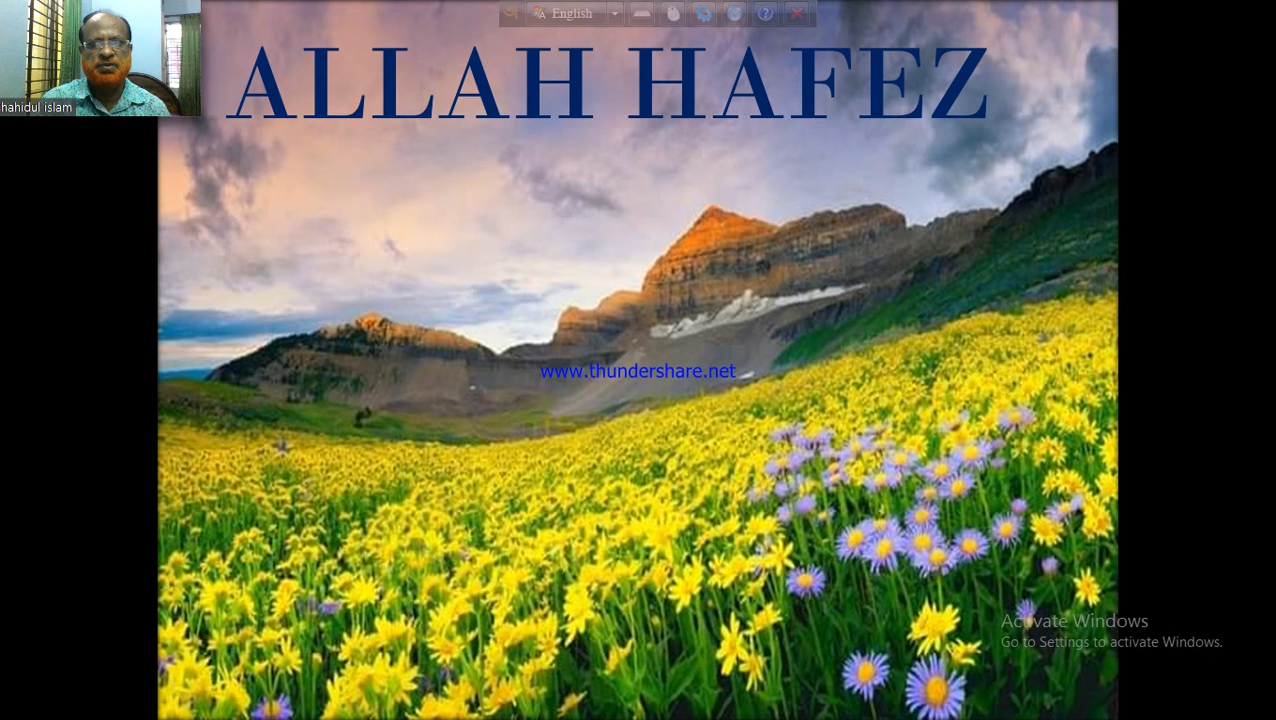 English
ALLAH HAFEZ
hahidul islam
www.thundershare.net
Activate Windows
Go to Settings to activate Windows.